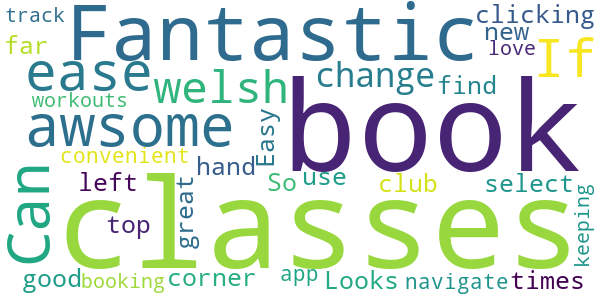 track
Fantastic
clicking
new
far
love
If
ease
welsh
change
find
workouts
book
awsome
Easy
convenient
hand
Can
left
classes
So
use
club
select
great
top
keeping
good
booking
corner
app
Looks
navigate
times